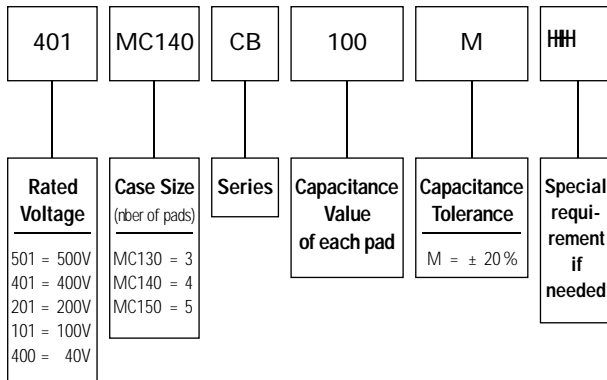 401 MC140 CB 100 M
Rated
Voltage
501 = 500V
401 = 400V
201 = 200V
101 = 100V
400 = 40V
Case Size
(nber of pads)
MC130 = 3
MC140 = 4
MC150 = 5
Series
Capacitance
Value
of each pad
Capacitance
Tolerance
M = ± 20%
Special
requi-
rement
if
needed